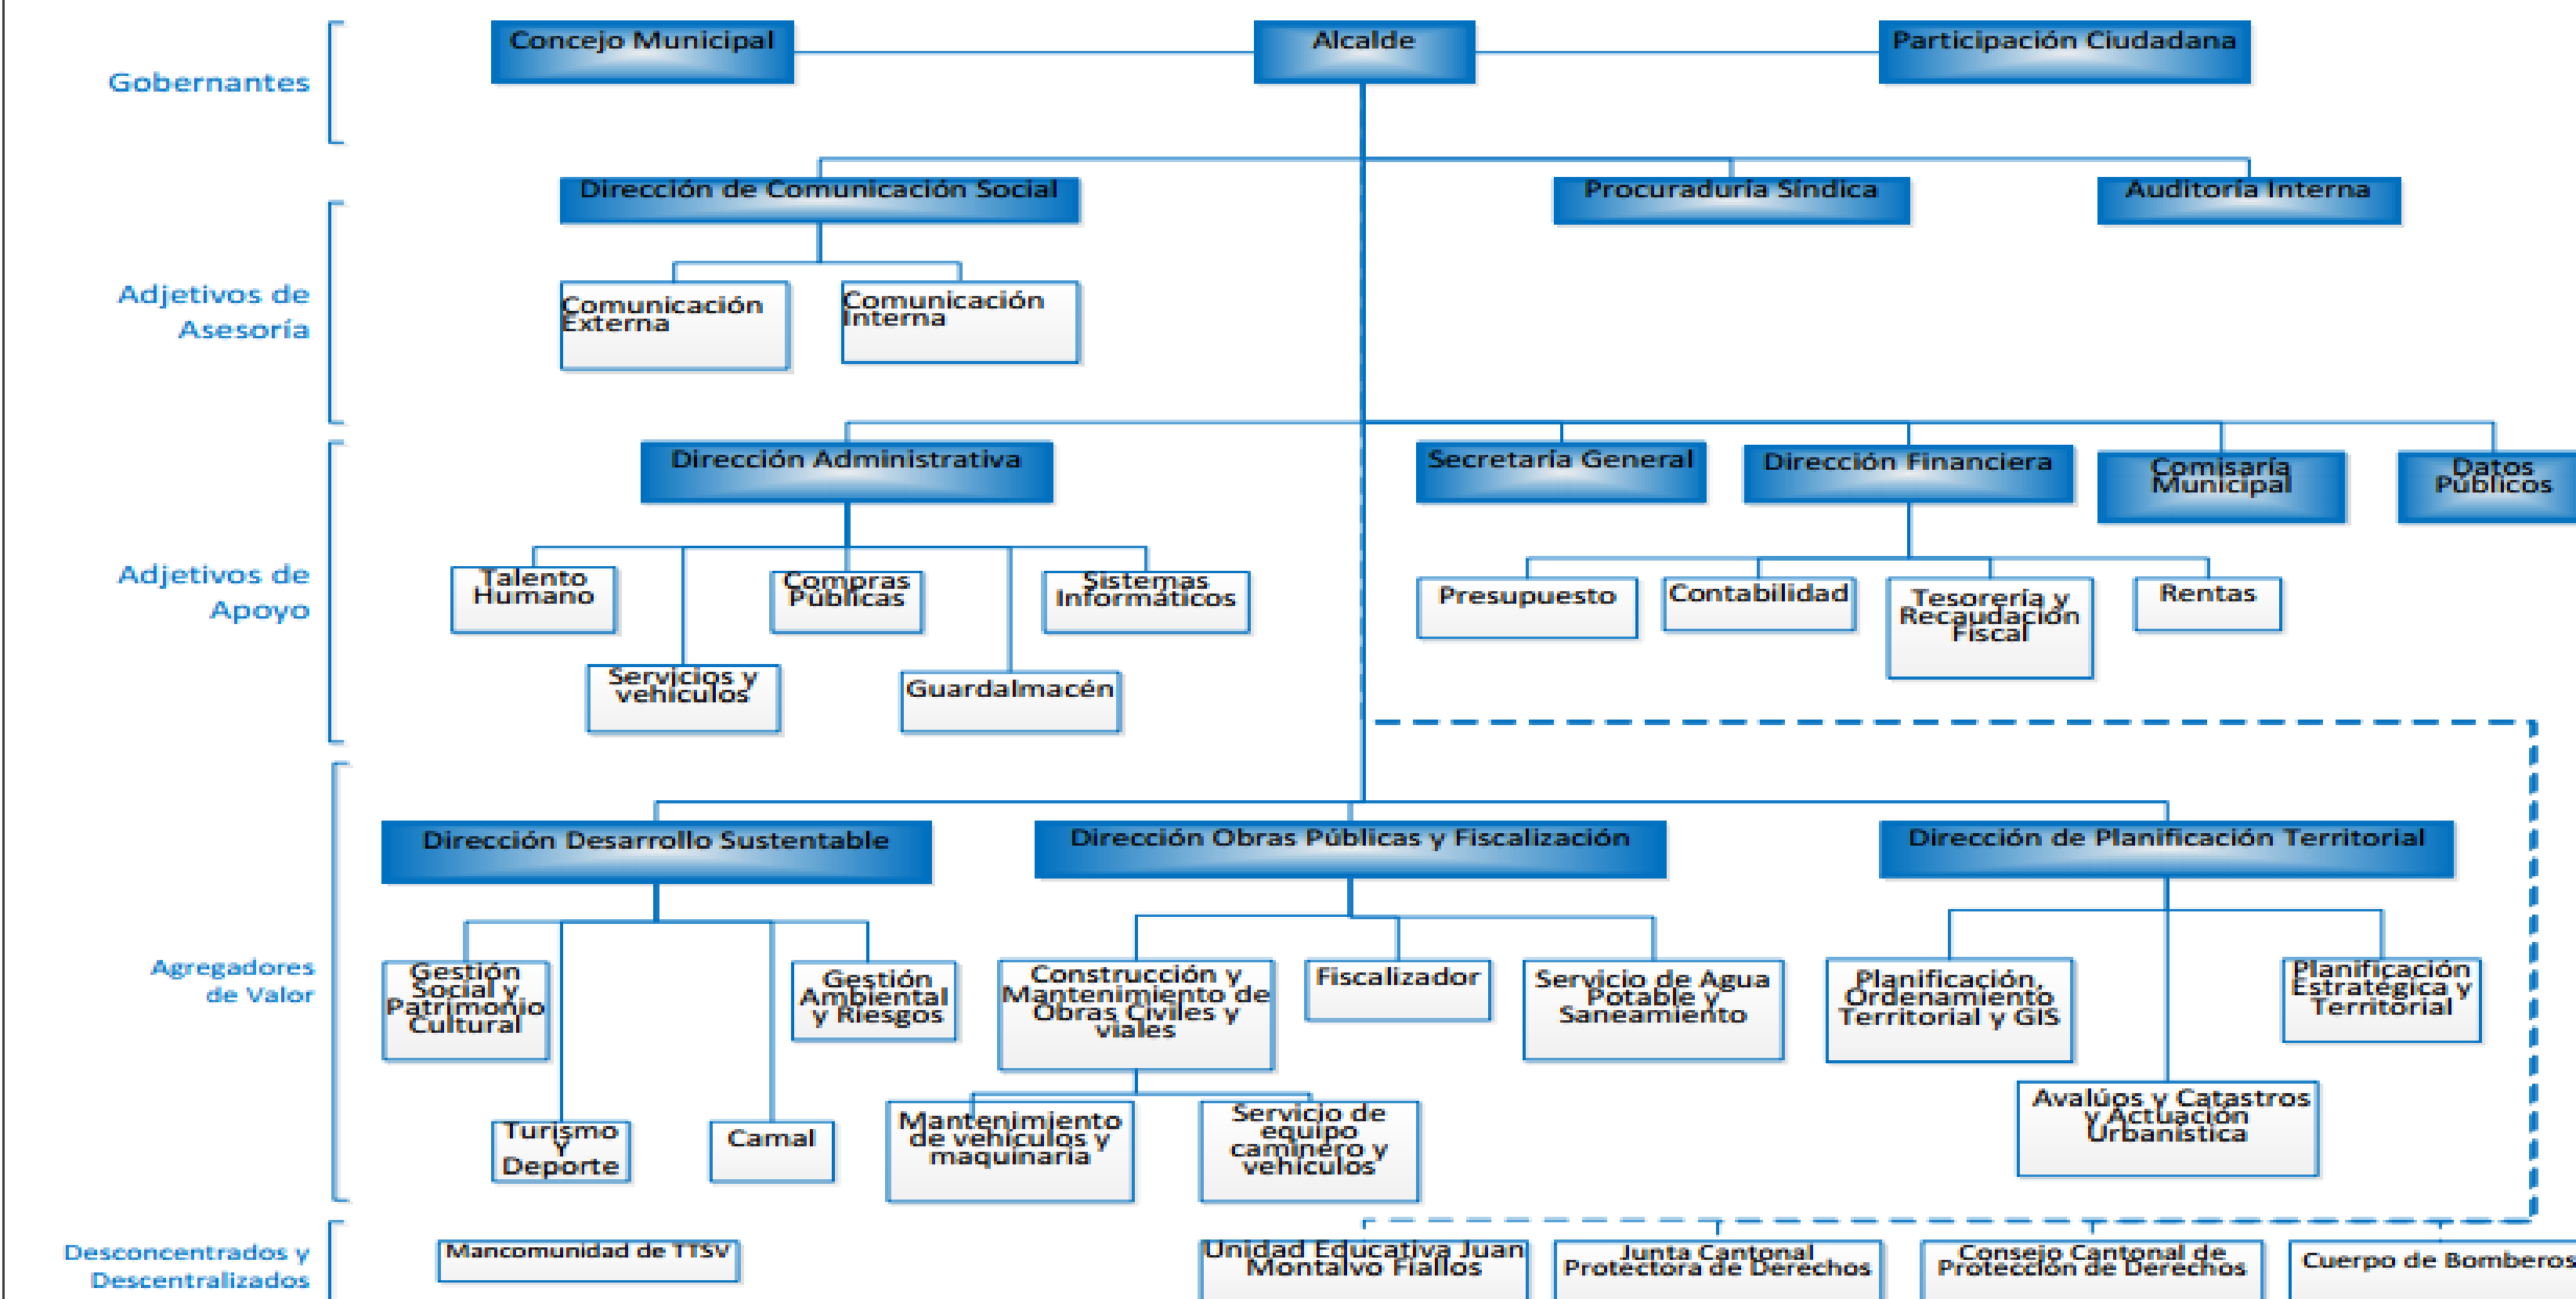 Gobernantes
Concejo Municipal
Alcalde
Participación Ciudadana
Adjetivos de
Asesoría
Dirección de Comunicación Social
Procuraduría Síndica
Auditoría Interna
Comunicación
Externa
Comunicación
Interna
Adjetivos de
Apoyo
Dirección Administrativa
Secretaría General
Dirección Financiera
Comisaría
Municipal
Datos
Públicos
Talento
Humano
Compras
Públicas
Sistemas
Informáticos
Presupuesto
Contabilidad
Tesorería y
Recaudación
Fiscal
Rentas
Servicios y
vehículos
Guardalmacén
Agregadores
de Valor
Dirección Desarrollo Sustentable
Dirección Obras Públicas y Fiscalización
Dirección de Planificación Territorial
Gestión
Social y
Patrimonio
Cultural
Gestión
Ambiental
y Riesgos
Construcción y
Mantenimiento de
Obras Civiles y
viales
Fiscalizador
Servicio de Agua
Potable y
Saneamiento
Planificación,
Ordenamiento
Territorial y GIS
Planificación
Estratégica y
Territorial
Turismo
y
Deporte
Camal
Mantenimiento
de vehículos y
maquinaria
Servicio de
equipo
caminero y
vehículos
Avalúos y Catastros
y Actuación
Urbanística
Desconcentrados y
Descentralizados
Mancomunidad de TTSV
Unidad Educativa Juan
Montalvo Fiallos
Junta Cantonal
Protectora de Derechos
Consejo Cantonal de
Protección de Derechos
Cuerpo de Bomberos